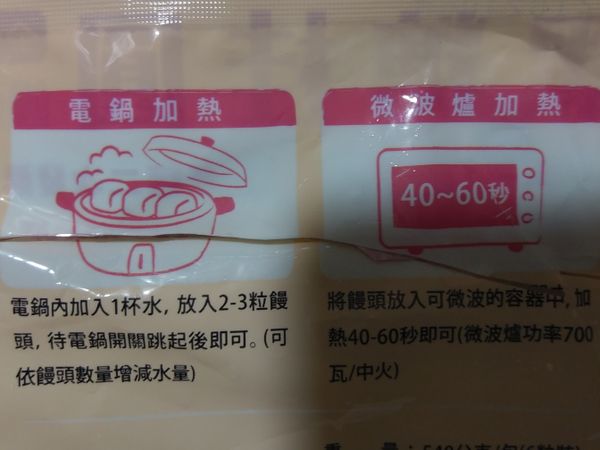 電鍋加熱
電鍋內加入1杯水，放入2-3粒饅
頭，待電鍋開關跳起後即可。(可
依饅頭數量增減水量)
微波爐加熱
40~60秒
將饅頭放入可微波的容器中，加
熱40-60秒即可(微波爐功率700
瓦/中火)